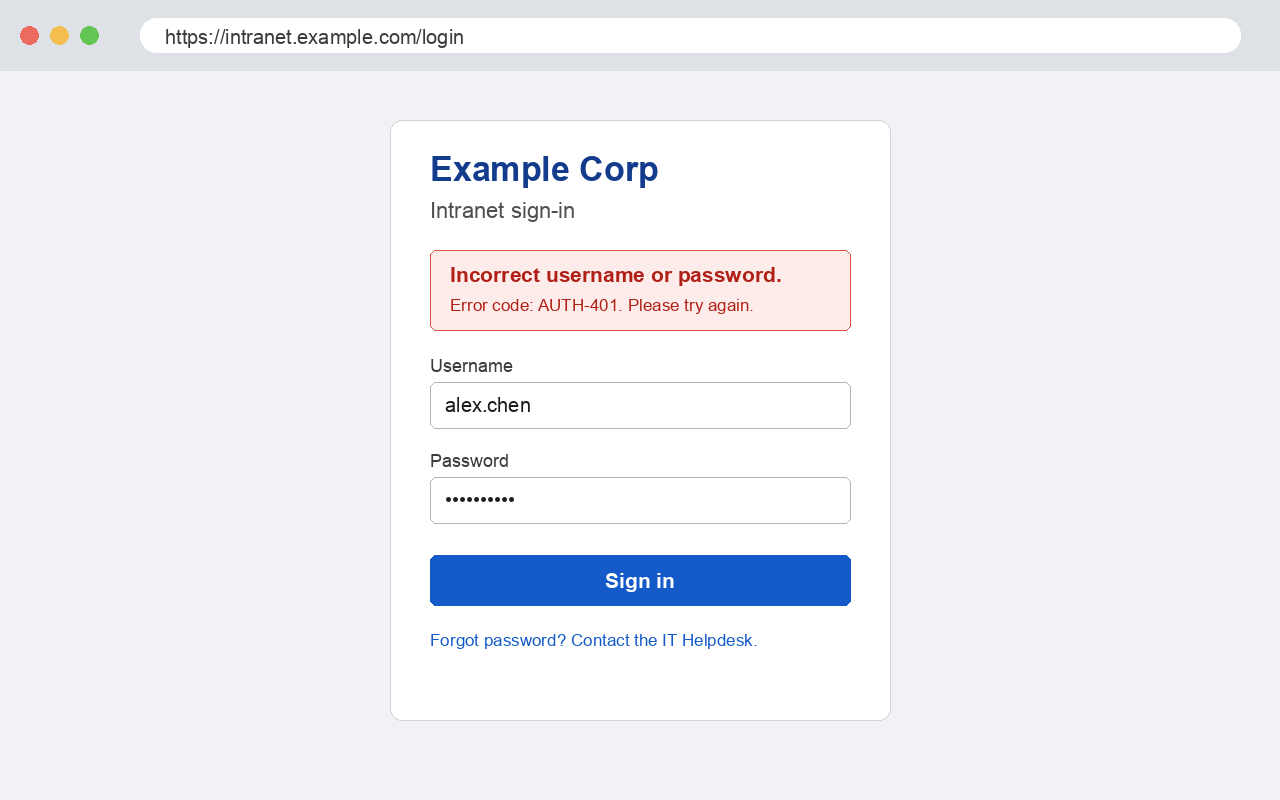 https://intranet.example.com/login
Example Corp
Intranet sign-in
Incorrect username or password.
Error code: AUTH-401. Please try again.
Username
alex.chen
Password
••••••••••
Sign in
Forgot password? Contact the IT Helpdesk.